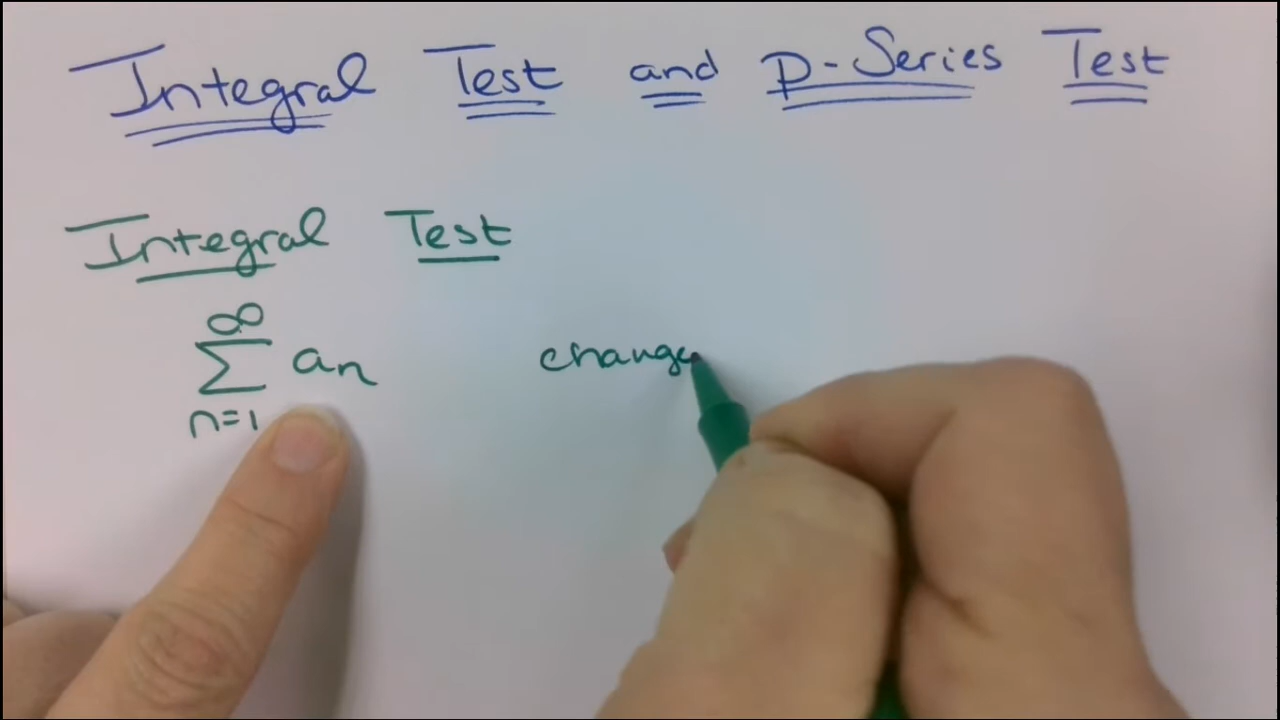 Integral Test and p-Series Test
Integral Test
∞
Σ an change
n=1